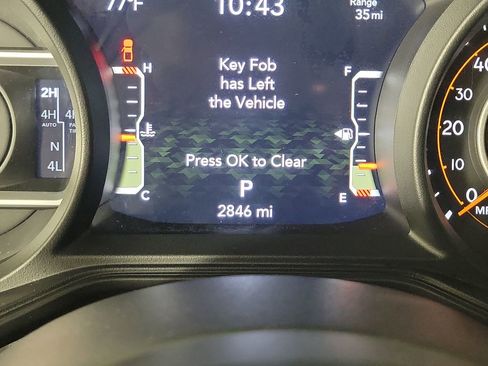 77°F
10:43
Range
35 mi
H
Key Fob
has Left
the Vehicle
F
40
30
20
10
0
2H
4H
AUTO
N
4L
Press OK to Clear
P
C
E
2846 mi